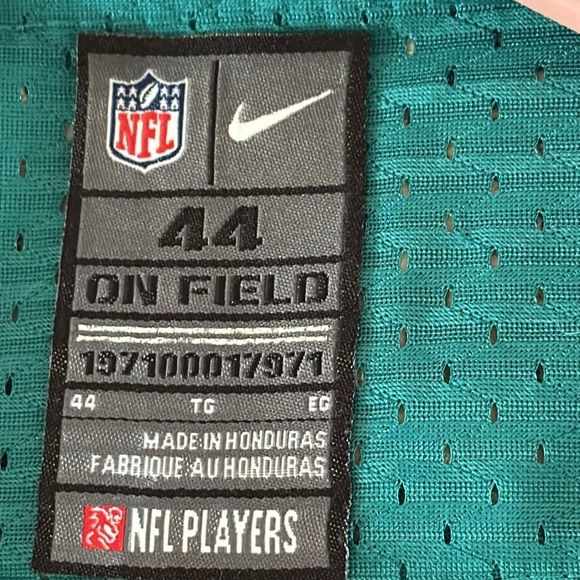 NFL
44
ON FIELD
197100017971
44 TG EG
MADE IN HONDURAS
FABRIQUE AU HONDURAS
NFL PLAYERS